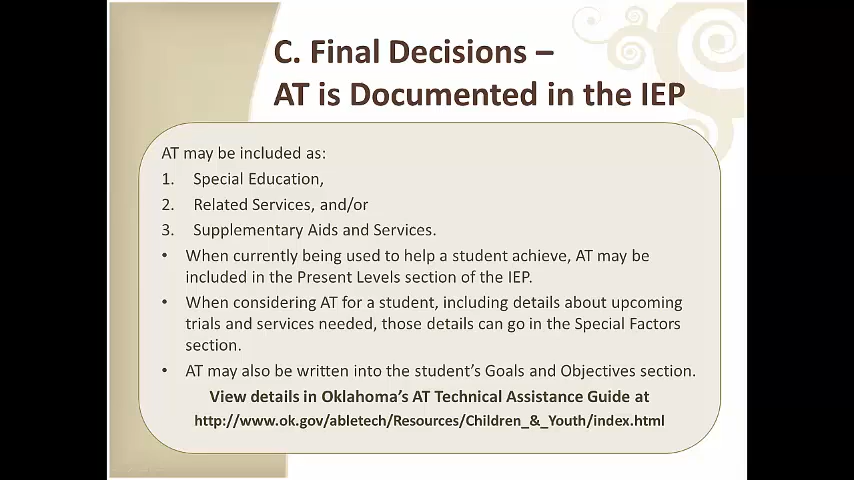 C. Final Decisions –
AT is Documented in the IEP
AT may be included as:
1. Special Education,
2. Related Services, and/or
3. Supplementary Aids and Services.
• When currently being used to help a student achieve, AT may be
included in the Present Levels section of the IEP.
• When considering AT for a student, including details about upcoming
trials and services needed, those details can go in the Special Factors
section.
• AT may also be written into the student's Goals and Objectives section.
View details in Oklahoma's AT Technical Assistance Guide at
http://www.ok.gov/abletech/Resources/Children_&_Youth/index.html